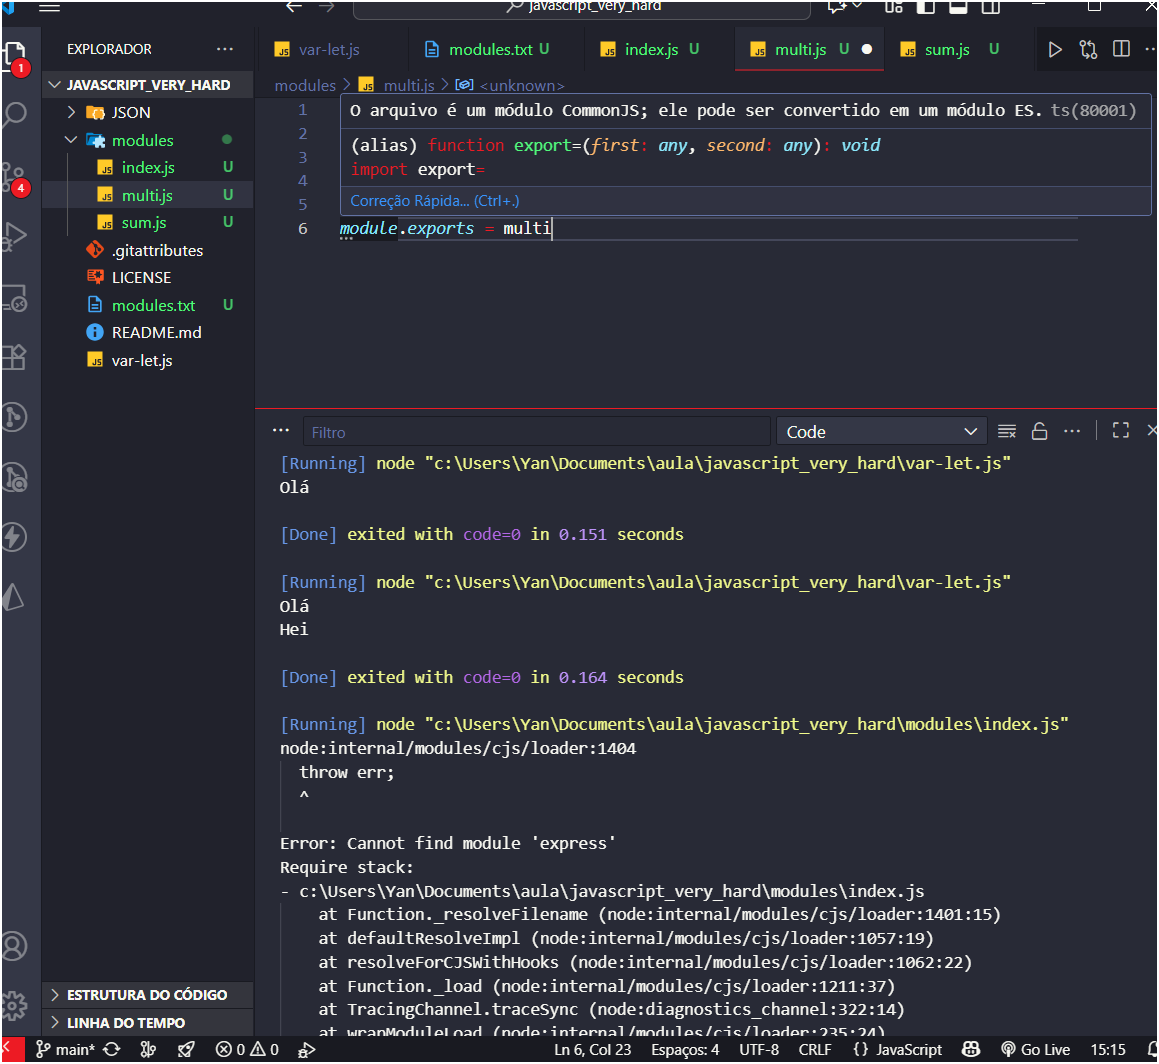 javascript_very_hard
EXPLORADOR
JAVASCRIPT_VERY_HARD
JSON
modules
index.js U
multi.js U
sum.js U
.gitattributes
LICENSE
modules.txt U
README.md
var-let.js
ESTRUTURA DO CÓDIGO
LINHA DO TEMPO
1
4
var-let.js
modules.txt U
index.js U
multi.js U
sum.js U
modules > multi.js > <unknown>
1
2
3
4
5
6
O arquivo é um módulo CommonJS; ele pode ser convertido em um módulo ES. ts(80001)
(alias) function export=(first: any, second: any): void
import export=
Correção Rápida... (Ctrl+.)
module.exports = multi
Filtro
Code
[Running] node "c:\Users\Yan\Documents\aula\javascript_very_hard\var-let.js"
Olá
[Done] exited with code=0 in 0.151 seconds
[Running] node "c:\Users\Yan\Documents\aula\javascript_very_hard\var-let.js"
Olá
Hei
[Done] exited with code=0 in 0.164 seconds
[Running] node "c:\Users\Yan\Documents\aula\javascript_very_hard\modules\index.js"
node:internal/modules/cjs/loader:1404
throw err;
^
Error: Cannot find module 'express'
Require stack:
- c:\Users\Yan\Documents\aula\javascript_very_hard\modules\index.js
at Function._resolveFilename (node:internal/modules/cjs/loader:1401:15)
at defaultResolveImpl (node:internal/modules/cjs/loader:1057:19)
at resolveForCJSWithHooks (node:internal/modules/cjs/loader:1062:22)
at Function._load (node:internal/modules/cjs/loader:1211:37)
at TracingChannel.traceSync (node:diagnostics_channel:322:14)
at wrapModuleLoad (node:internal/modules/cjs/loader:235:24)
main* 0 0 Ln 6, Col 23 Espaços: 4 UTF-8 CRLF {} JavaScript Go Live 15:15